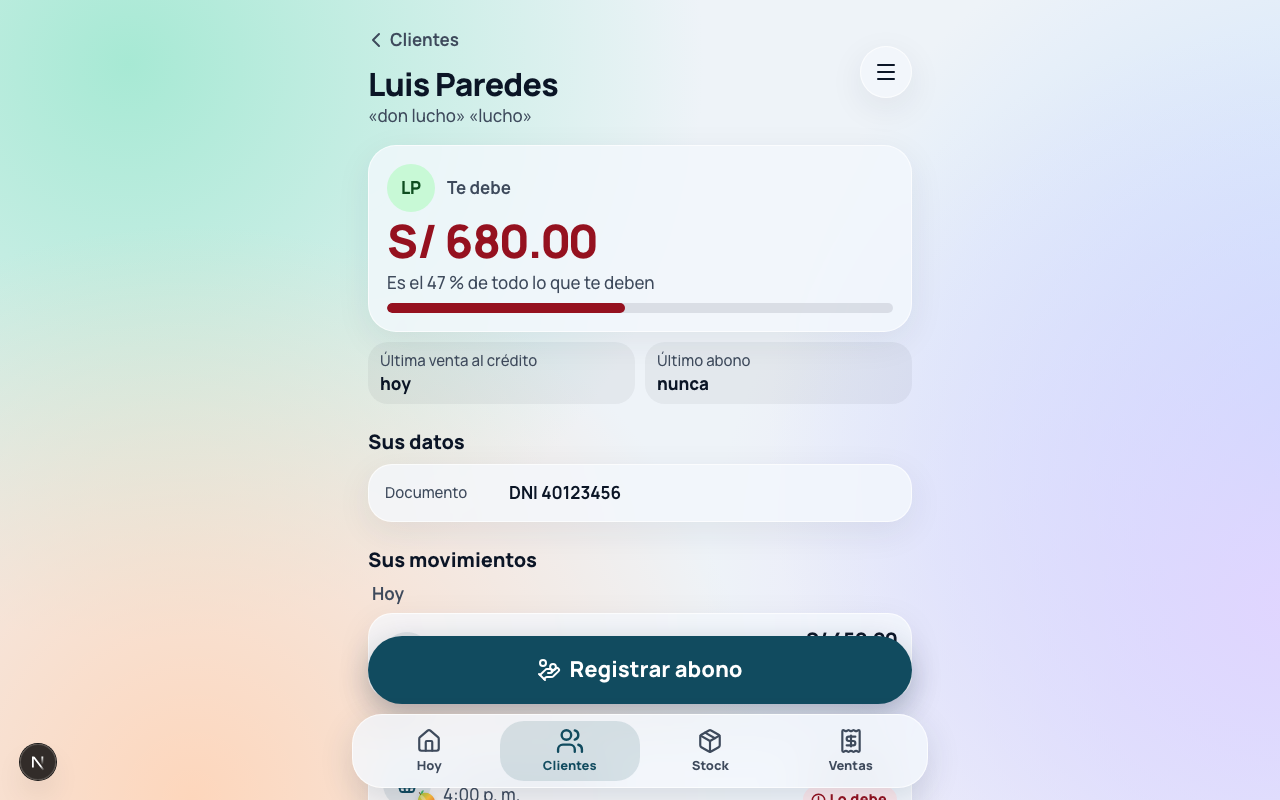 Clientes
Luis Paredes
«don lucho» «lucho»
LP Te debe
S/ 680.00
Es el 47 % de todo lo que te deben
Última venta al crédito
hoy
Último abono
nunca
Sus datos
Documento DNI 40123456
Sus movimientos
Hoy
Registrar abono
Hoy
Clientes
Stock
Ventas
N
4:00 p. m.
Lo debe